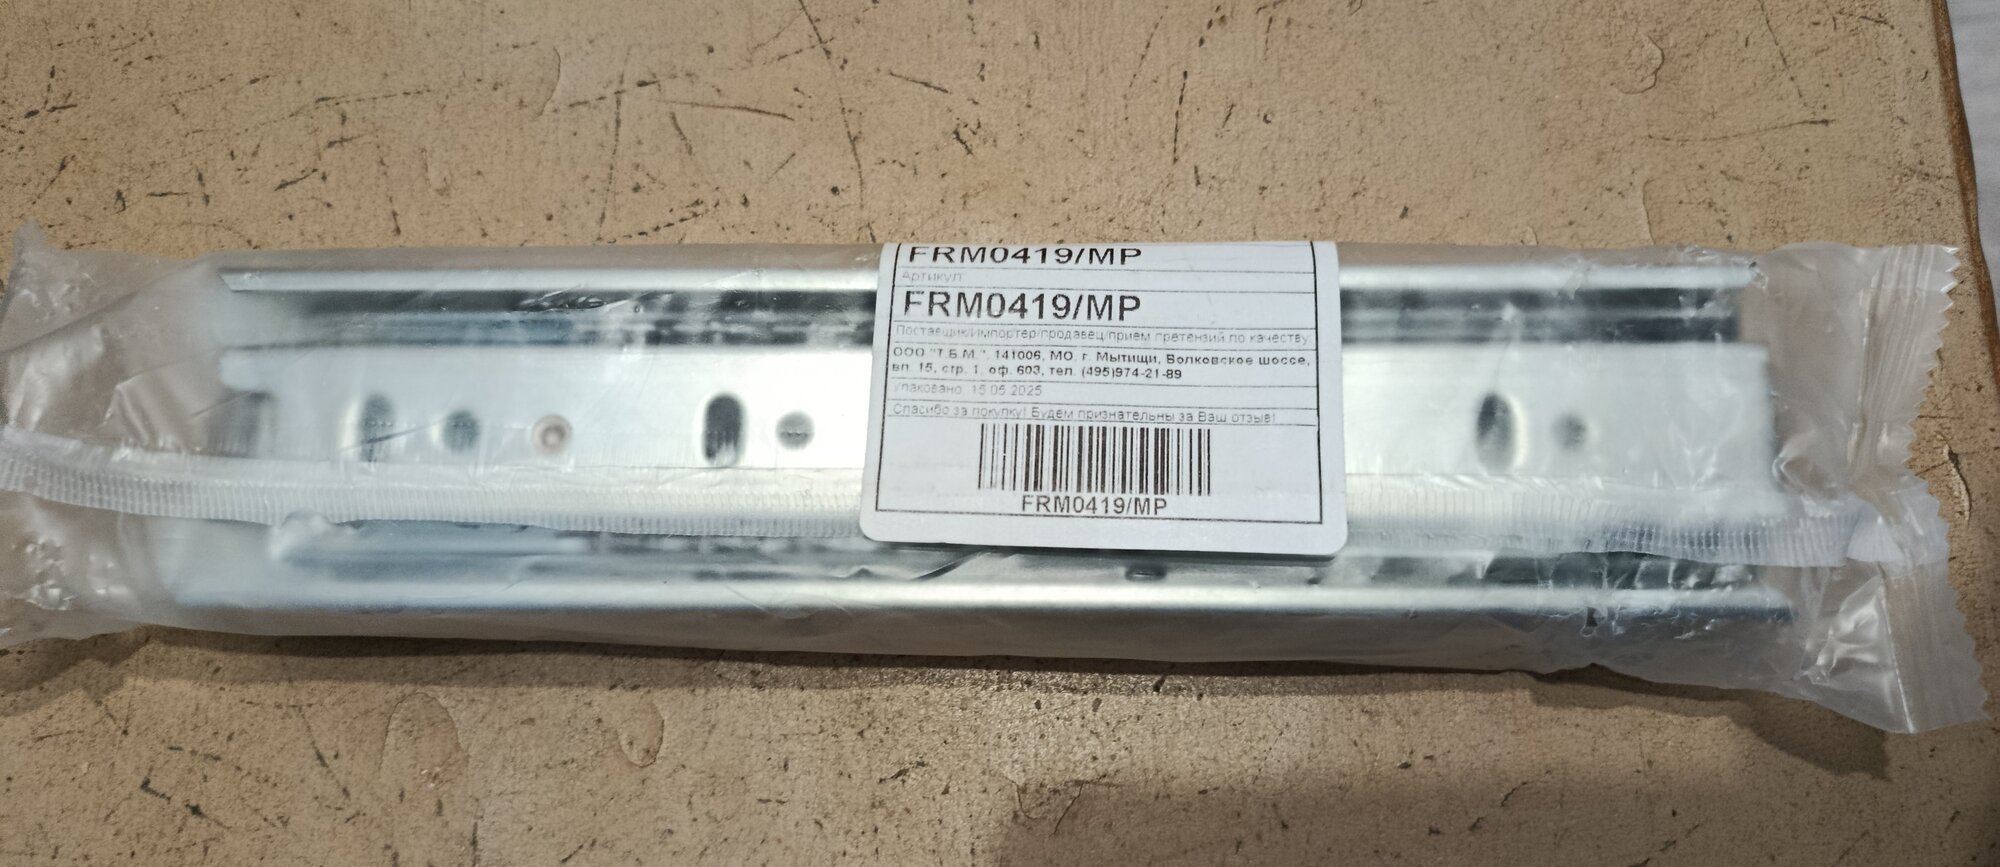 FRM0419/MP
Артикул:
FRM0419/MP
Поставщик/Импортер/продавец/прием претензий по качеству:
ООО "Т.Б.М.", 141006, МО, г. Мытищи, Волковское шоссе,
вл. 15, стр. 1, оф. 603, тел. (495)974-21-89
Упаковано: 15.05.2025
Спасибо за покупку! Будем признательны за Ваш отзыв!
FRM0419/MP